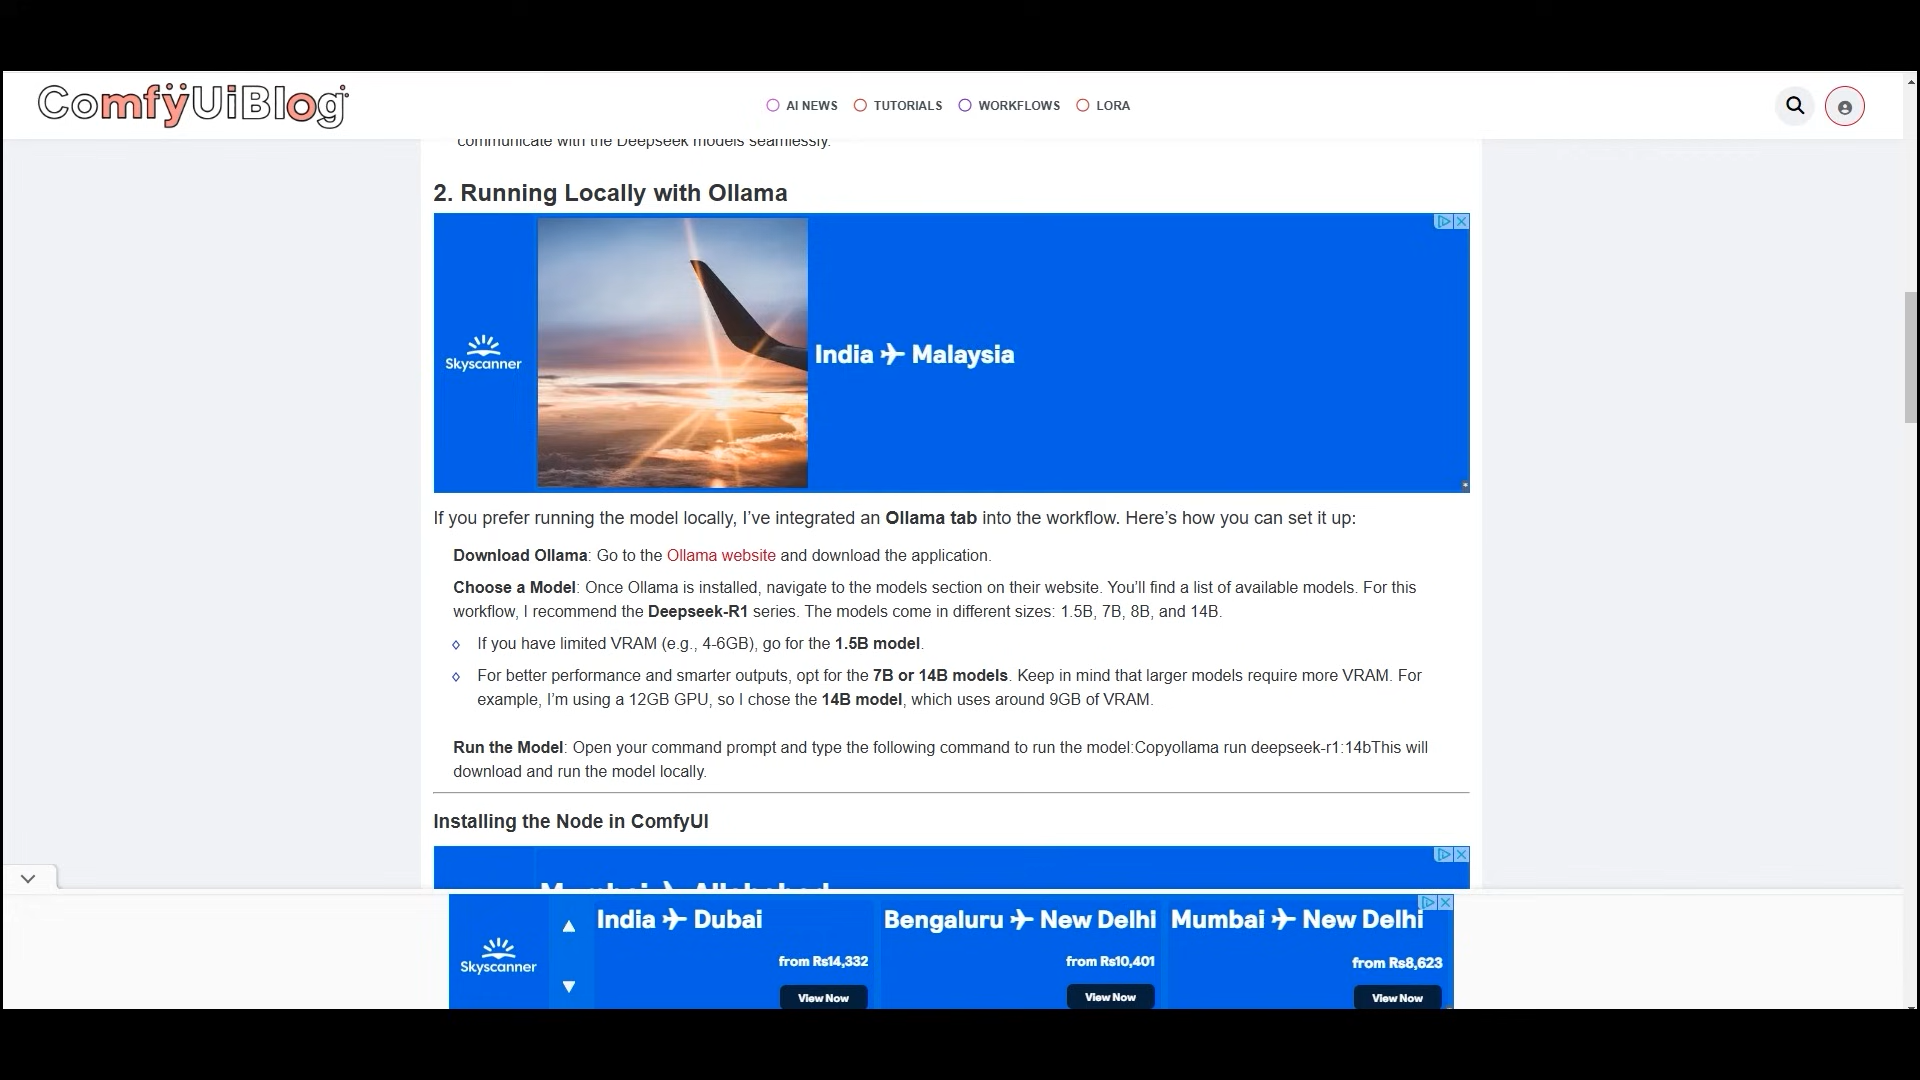 ComfyUiBlog
AI NEWS
TUTORIALS
WORKFLOWS
LORA
communicate with the Deepseek models seamlessly.
2. Running Locally with Ollama
Skyscanner
India ✈ Malaysia
If you prefer running the model locally, I’ve integrated an Ollama tab into the workflow. Here’s how you can set it up:
Download Ollama: Go to the Ollama website and download the application.
Choose a Model: Once Ollama is installed, navigate to the models section on their website. You’ll find a list of available models. For this
workflow, I recommend the Deepseek-R1 series. The models come in different sizes: 1.5B, 7B, 8B, and 14B.
If you have limited VRAM (e.g., 4-6GB), go for the 1.5B model.
For better performance and smarter outputs, opt for the 7B or 14B models. Keep in mind that larger models require more VRAM. For
example, I’m using a 12GB GPU, so I chose the 14B model, which uses around 9GB of VRAM.
Run the Model: Open your command prompt and type the following command to run the model:Copyollama run deepseek-r1:14bThis will
download and run the model locally.
Installing the Node in ComfyUI
Skyscanner
India ✈ Dubai
from Rs14,332
View Now
Bengaluru ✈ New Delhi
from Rs10,401
View Now
Mumbai ✈ New Delhi
from Rs8,623
View Now